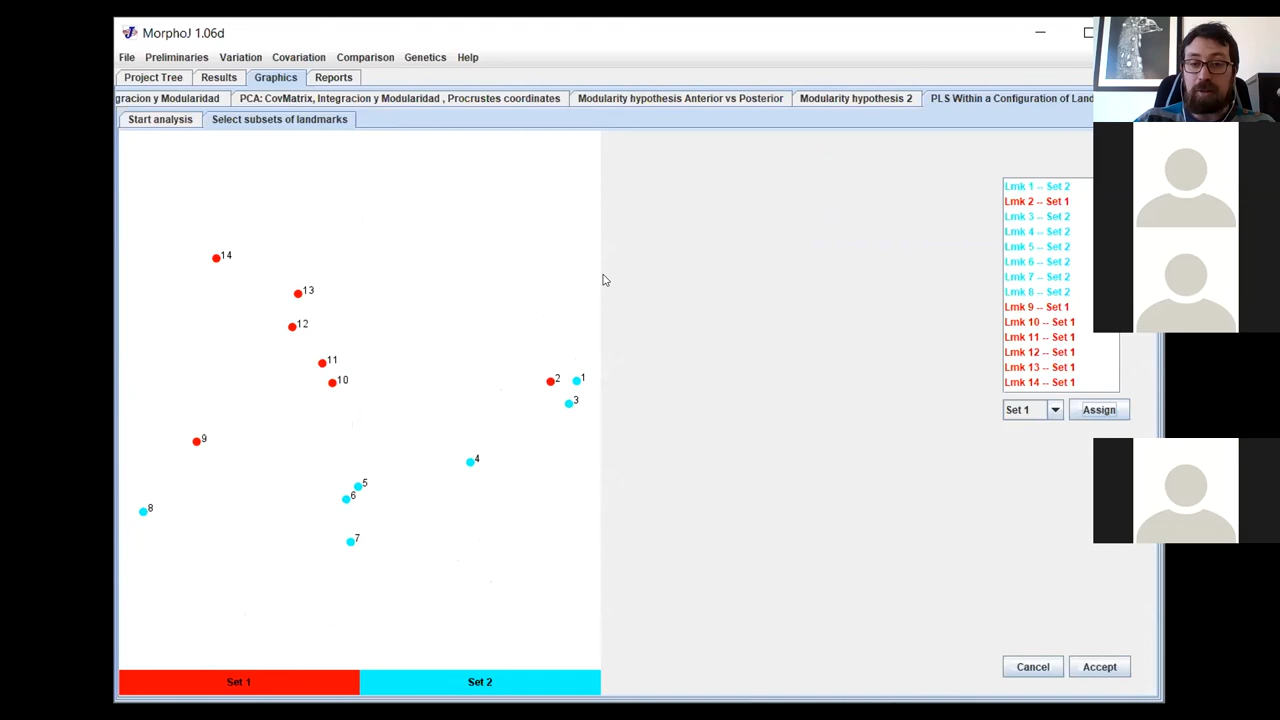 MorphoJ 1.06d
File Preliminaries Variation Covariation Comparison Genetics Help
Project Tree Results Graphics Reports
gracion y Modularidad PCA: CovMatrix, Integracion y Modularidad , Procrustes coordinates Modularity hypothesis Anterior vs Posterior Modularity hypothesis 2 PLS Within a Configuration of Land
Start analysis Select subsets of landmarks
Lmk 1 -- Set 2
Lmk 2 -- Set 1
Lmk 3 -- Set 2
Lmk 4 -- Set 2
Lmk 5 -- Set 2
Lmk 6 -- Set 2
Lmk 7 -- Set 2
Lmk 8 -- Set 2
Lmk 9 -- Set 1
Lmk 10 -- Set 1
Lmk 11 -- Set 1
Lmk 12 -- Set 1
Lmk 13 -- Set 1
Lmk 14 -- Set 1
Set 1 Assign
14
13
12
11
10
2 1
3
9
4
5
6
8
7
Cancel Accept
Set 1 Set 2